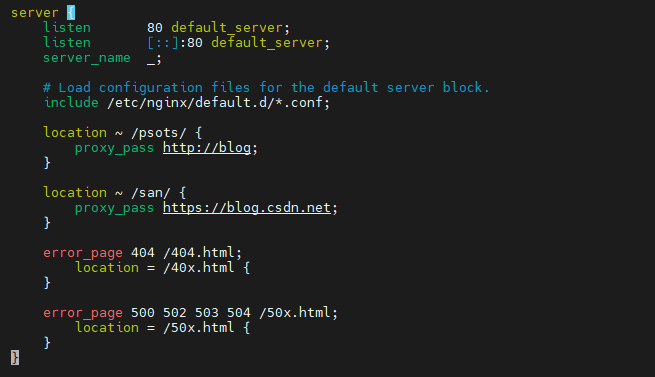 server {
    listen       80 default_server;
    listen       [::]:80 default_server;
    server_name  _;
    # Load configuration files for the default server block.
    include /etc/nginx/default.d/*.conf;
    location ~ /psots/ {
        proxy_pass http://blog;
    }
    location ~ /san/ {
        proxy_pass https://blog.csdn.net;
    }
    error_page 404 /404.html;
        location = /40x.html {
    }
    error_page 500 502 503 504 /50x.html;
        location = /50x.html {
    }
}